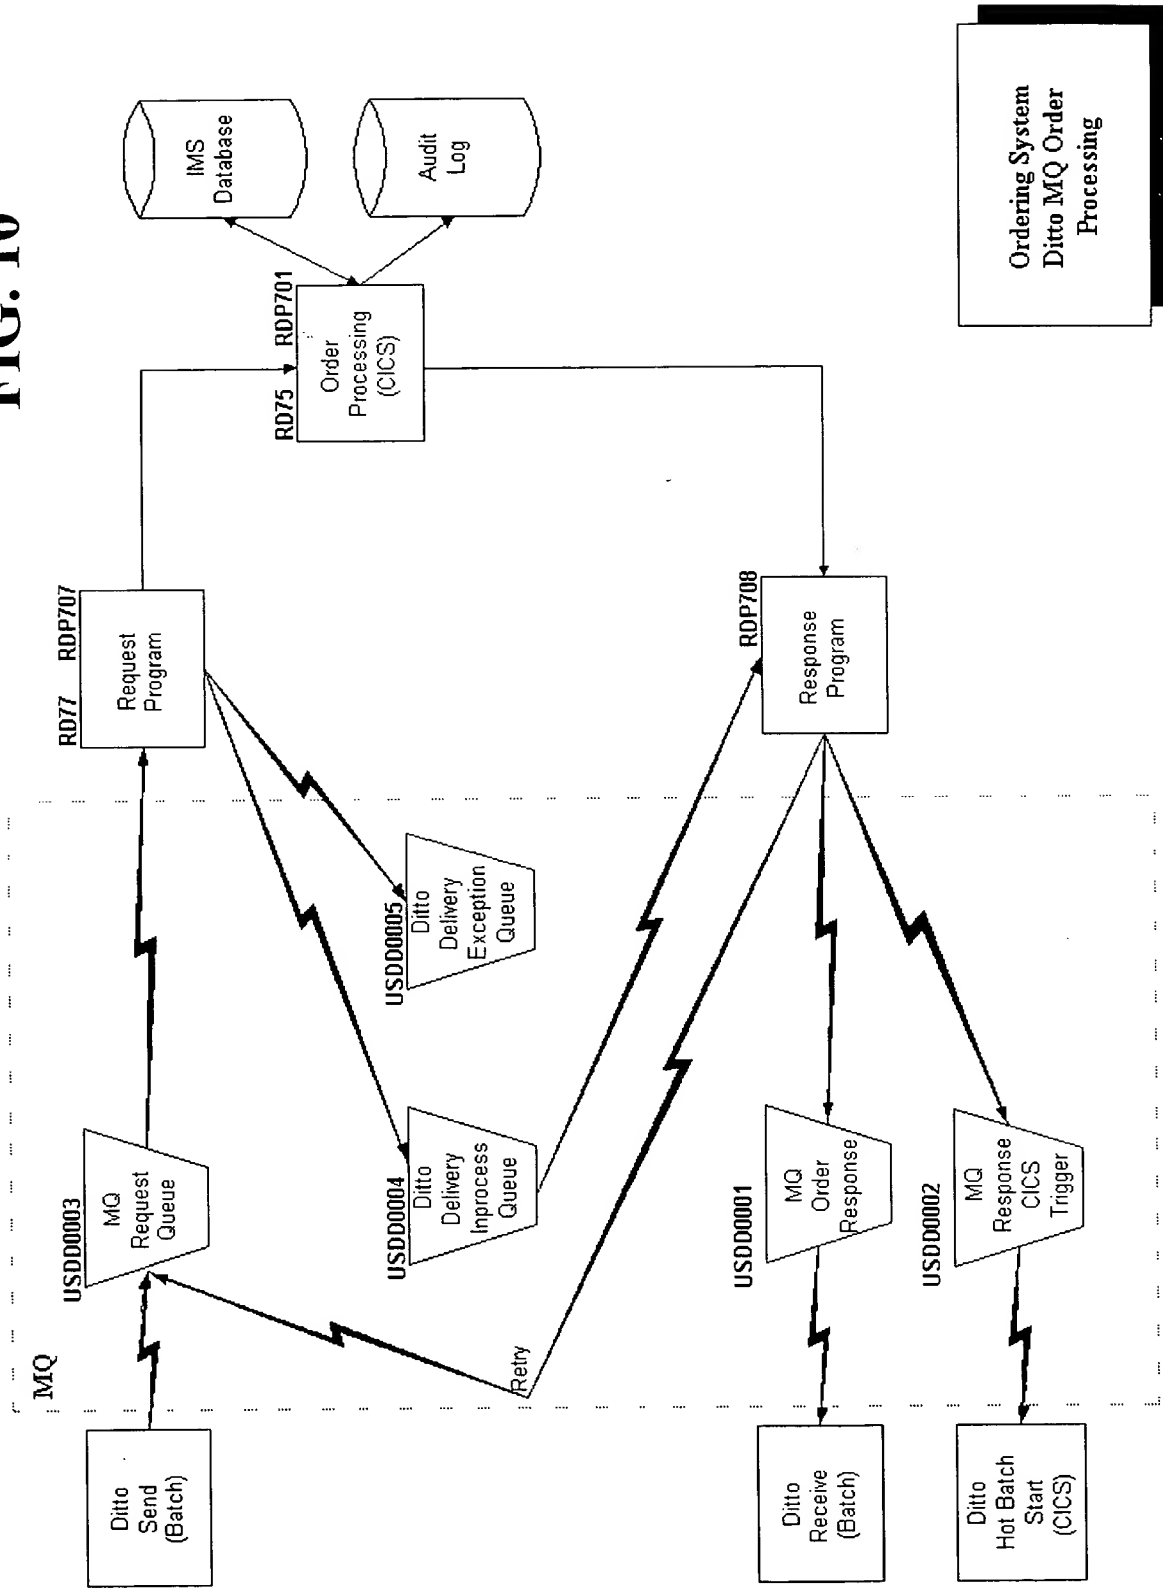 FIG. 10
MQ
Ditto
Send
(Batch)
USDD0003
MQ
Request
Queue
RD77 RDP707
Request
Program
RD75 RDP701
Order
Processing
(CICS)
IMS
Database
Audit
Log
USDD0004
Ditto
Delivery
Inprocess
Queue
USDD0005
Ditto
Delivery
Exception
Queue
Retry
RDP708
Response
Program
USDD0001
MQ
Order
Response
Ditto
Receive
(Batch)
USDD0002
MQ
Response
CICS
Trigger
Ditto
Hot Batch
Start
(CICS)
Ordering System
Ditto MQ Order
Processing